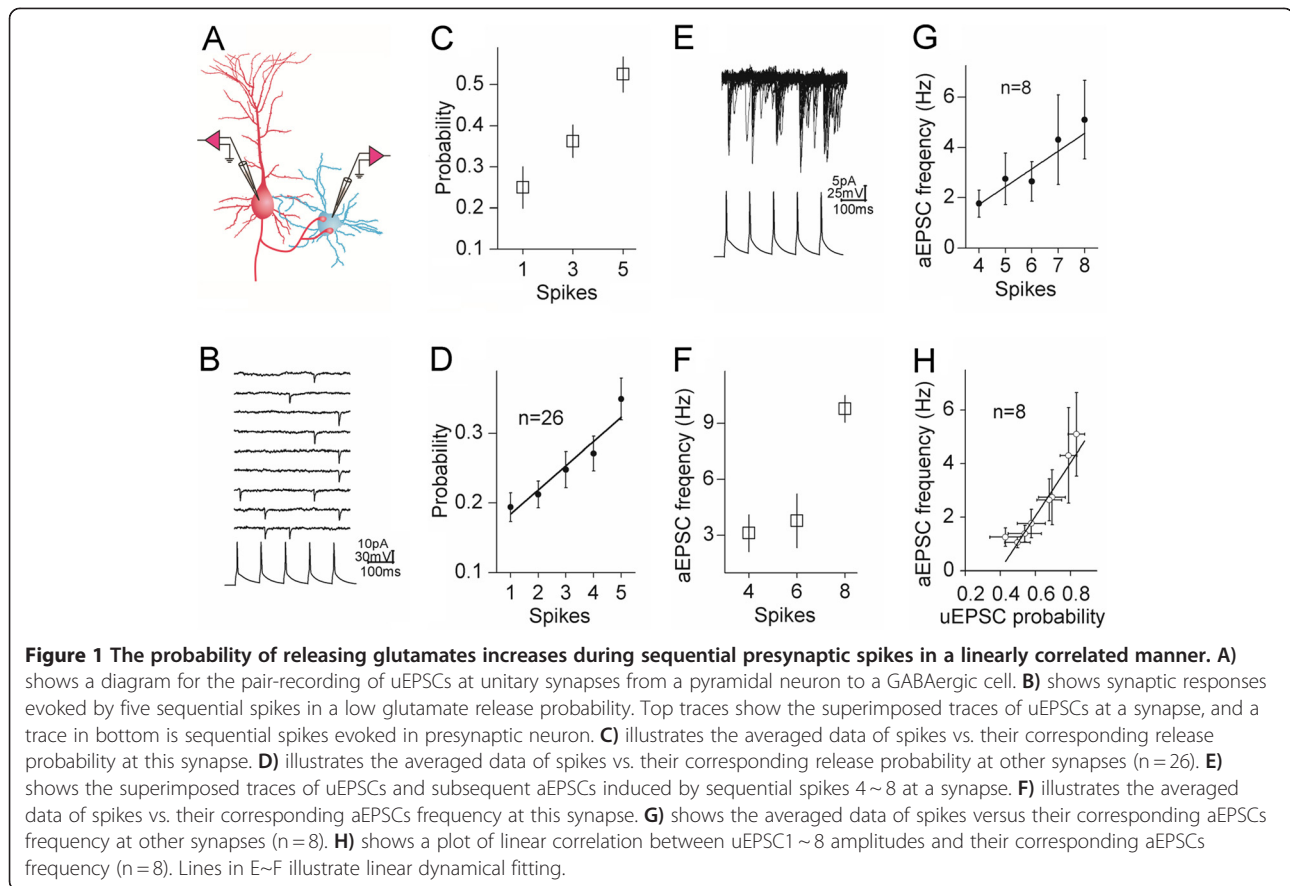 A
C
Probability
0.5
0.4
0.3
0.2
0.1
1 3 5
Spikes
E
5pA
25mV
100ms
G
aEPSC frequency (Hz)
n=8
6
4
2
0
4 5 6 7 8
Spikes
B
10pA
30mV
100ms
D
Probability
n=26
0.3
0.2
0.1
1 2 3 4 5
Spikes
F
aEPSC freqency (Hz)
9
6
3
4 6 8
Spikes
H
aEPSC frequency (Hz)
n=8
6
4
2
0
0.2 0.4 0.6 0.8
uEPSC probability
Figure 1 The probability of releasing glutamates increases during sequential presynaptic spikes in a linearly correlated manner. A)
shows a diagram for the pair-recording of uEPSCs at unitary synapses from a pyramidal neuron to a GABAergic cell. B) shows synaptic responses
evoked by five sequential spikes in a low glutamate release probability. Top traces show the superimposed traces of uEPSCs at a synapse, and a
trace in bottom is sequential spikes evoked in presynaptic neuron. C) illustrates the averaged data of spikes vs. their corresponding release
probability at this synapse. D) illustrates the averaged data of spikes vs. their corresponding release probability at other synapses (n = 26). E)
shows the superimposed traces of uEPSCs and subsequent aEPSCs induced by sequential spikes 4 ~ 8 at a synapse. F) illustrates the averaged
data of spikes vs. their corresponding aEPSCs frequency at this synapse. G) shows the averaged data of spikes versus their corresponding aEPSCs
frequency at other synapses (n = 8). H) shows a plot of linear correlation between uEPSC1 ~ 8 amplitudes and their corresponding aEPSCs
frequency (n = 8). Lines in E~F illustrate linear dynamical fitting.